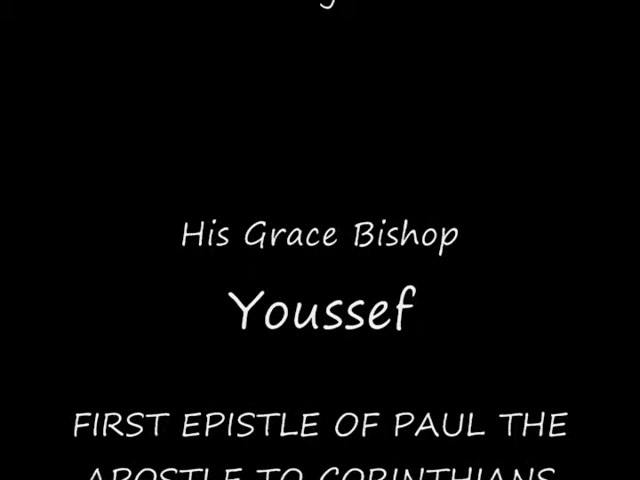 His Grace Bishop
Youssef
FIRST EPISTLE OF PAUL THE
APOSTLE TO CORINTHIANS